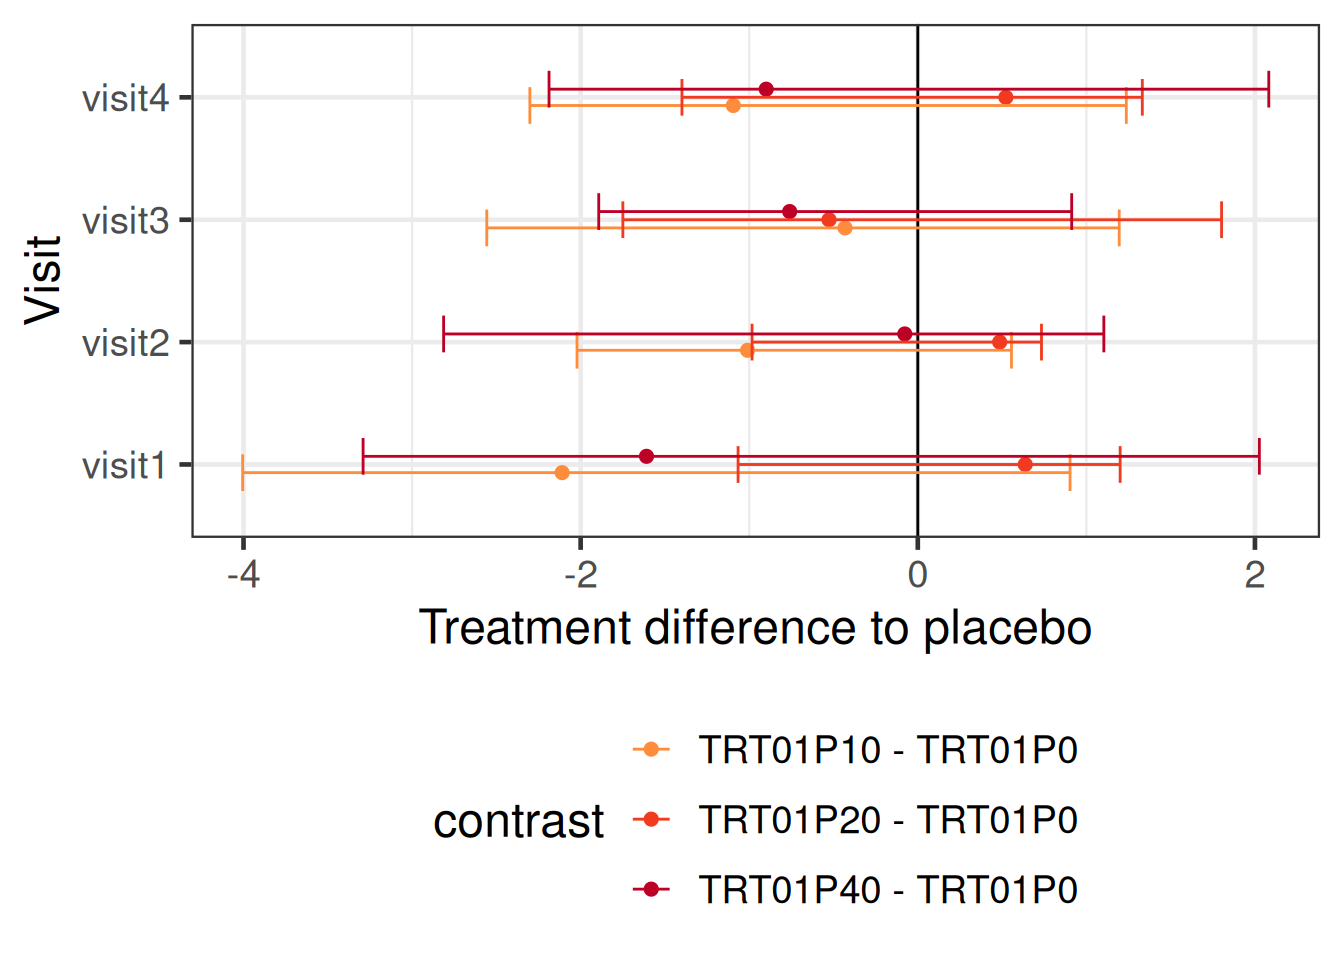 visit4
visit3
visit2
visit1
Visit
-4 -2 0 2
Treatment difference to placebo
contrast
TRT01P10 - TRT01P0
TRT01P20 - TRT01P0
TRT01P40 - TRT01P0